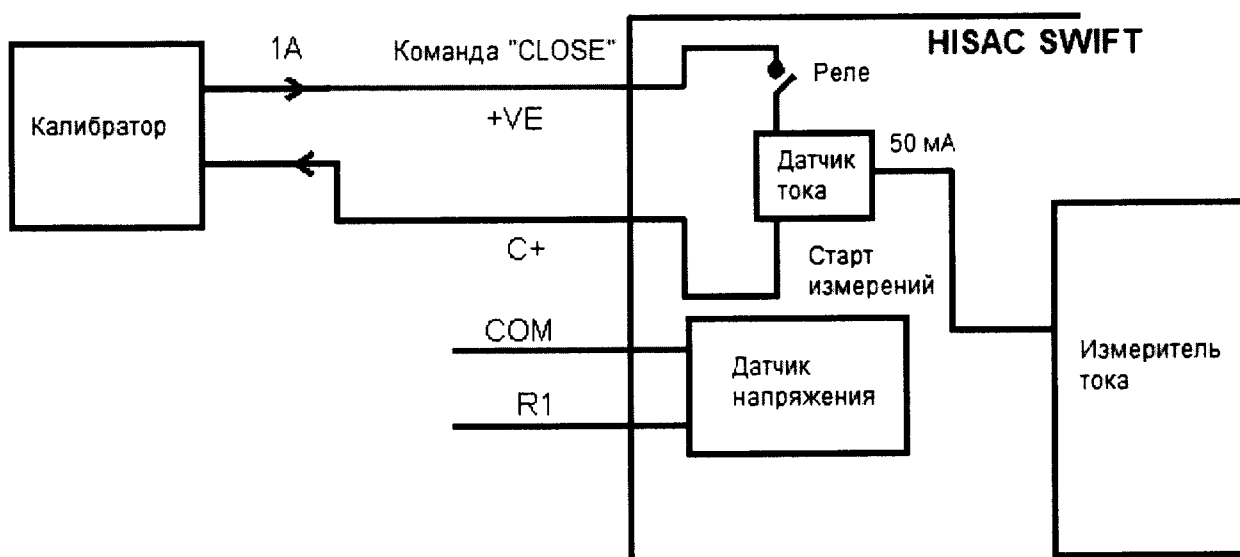 HISAC SWIFT
1A
Команда "CLOSE"
Реле
Калибратор
+VE
Датчик
тока
50 мА
C+
Старт
измерений
COM
Датчик
напряжения
R1
Измеритель
тока